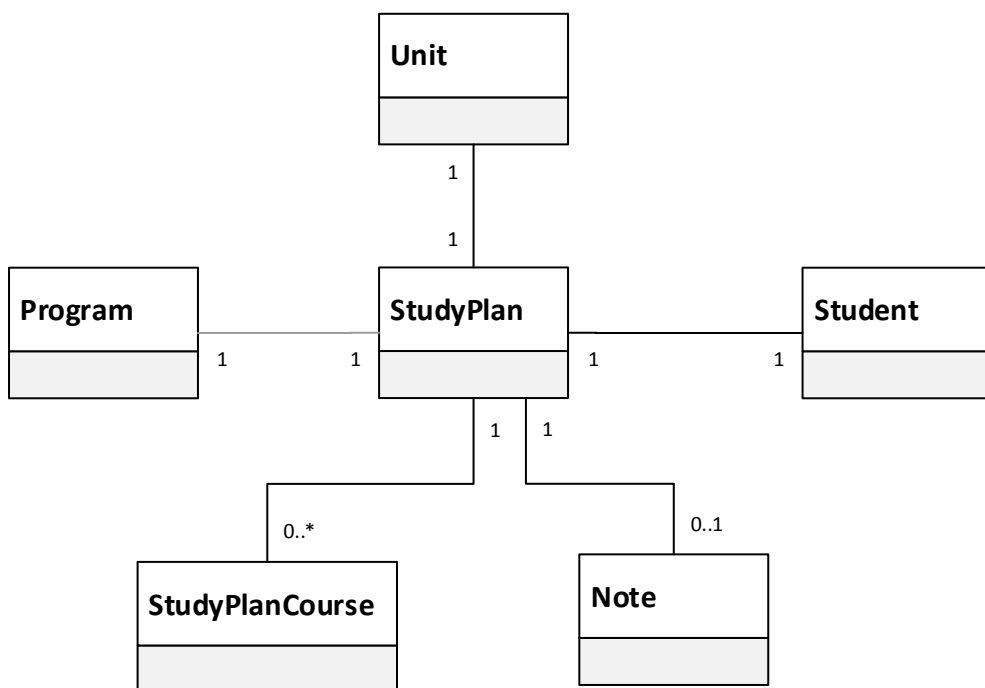 Unit
1
1
Program
StudyPlan
Student
1
1
1
1
1
1
0..*
0..1
StudyPlanCourse
Note